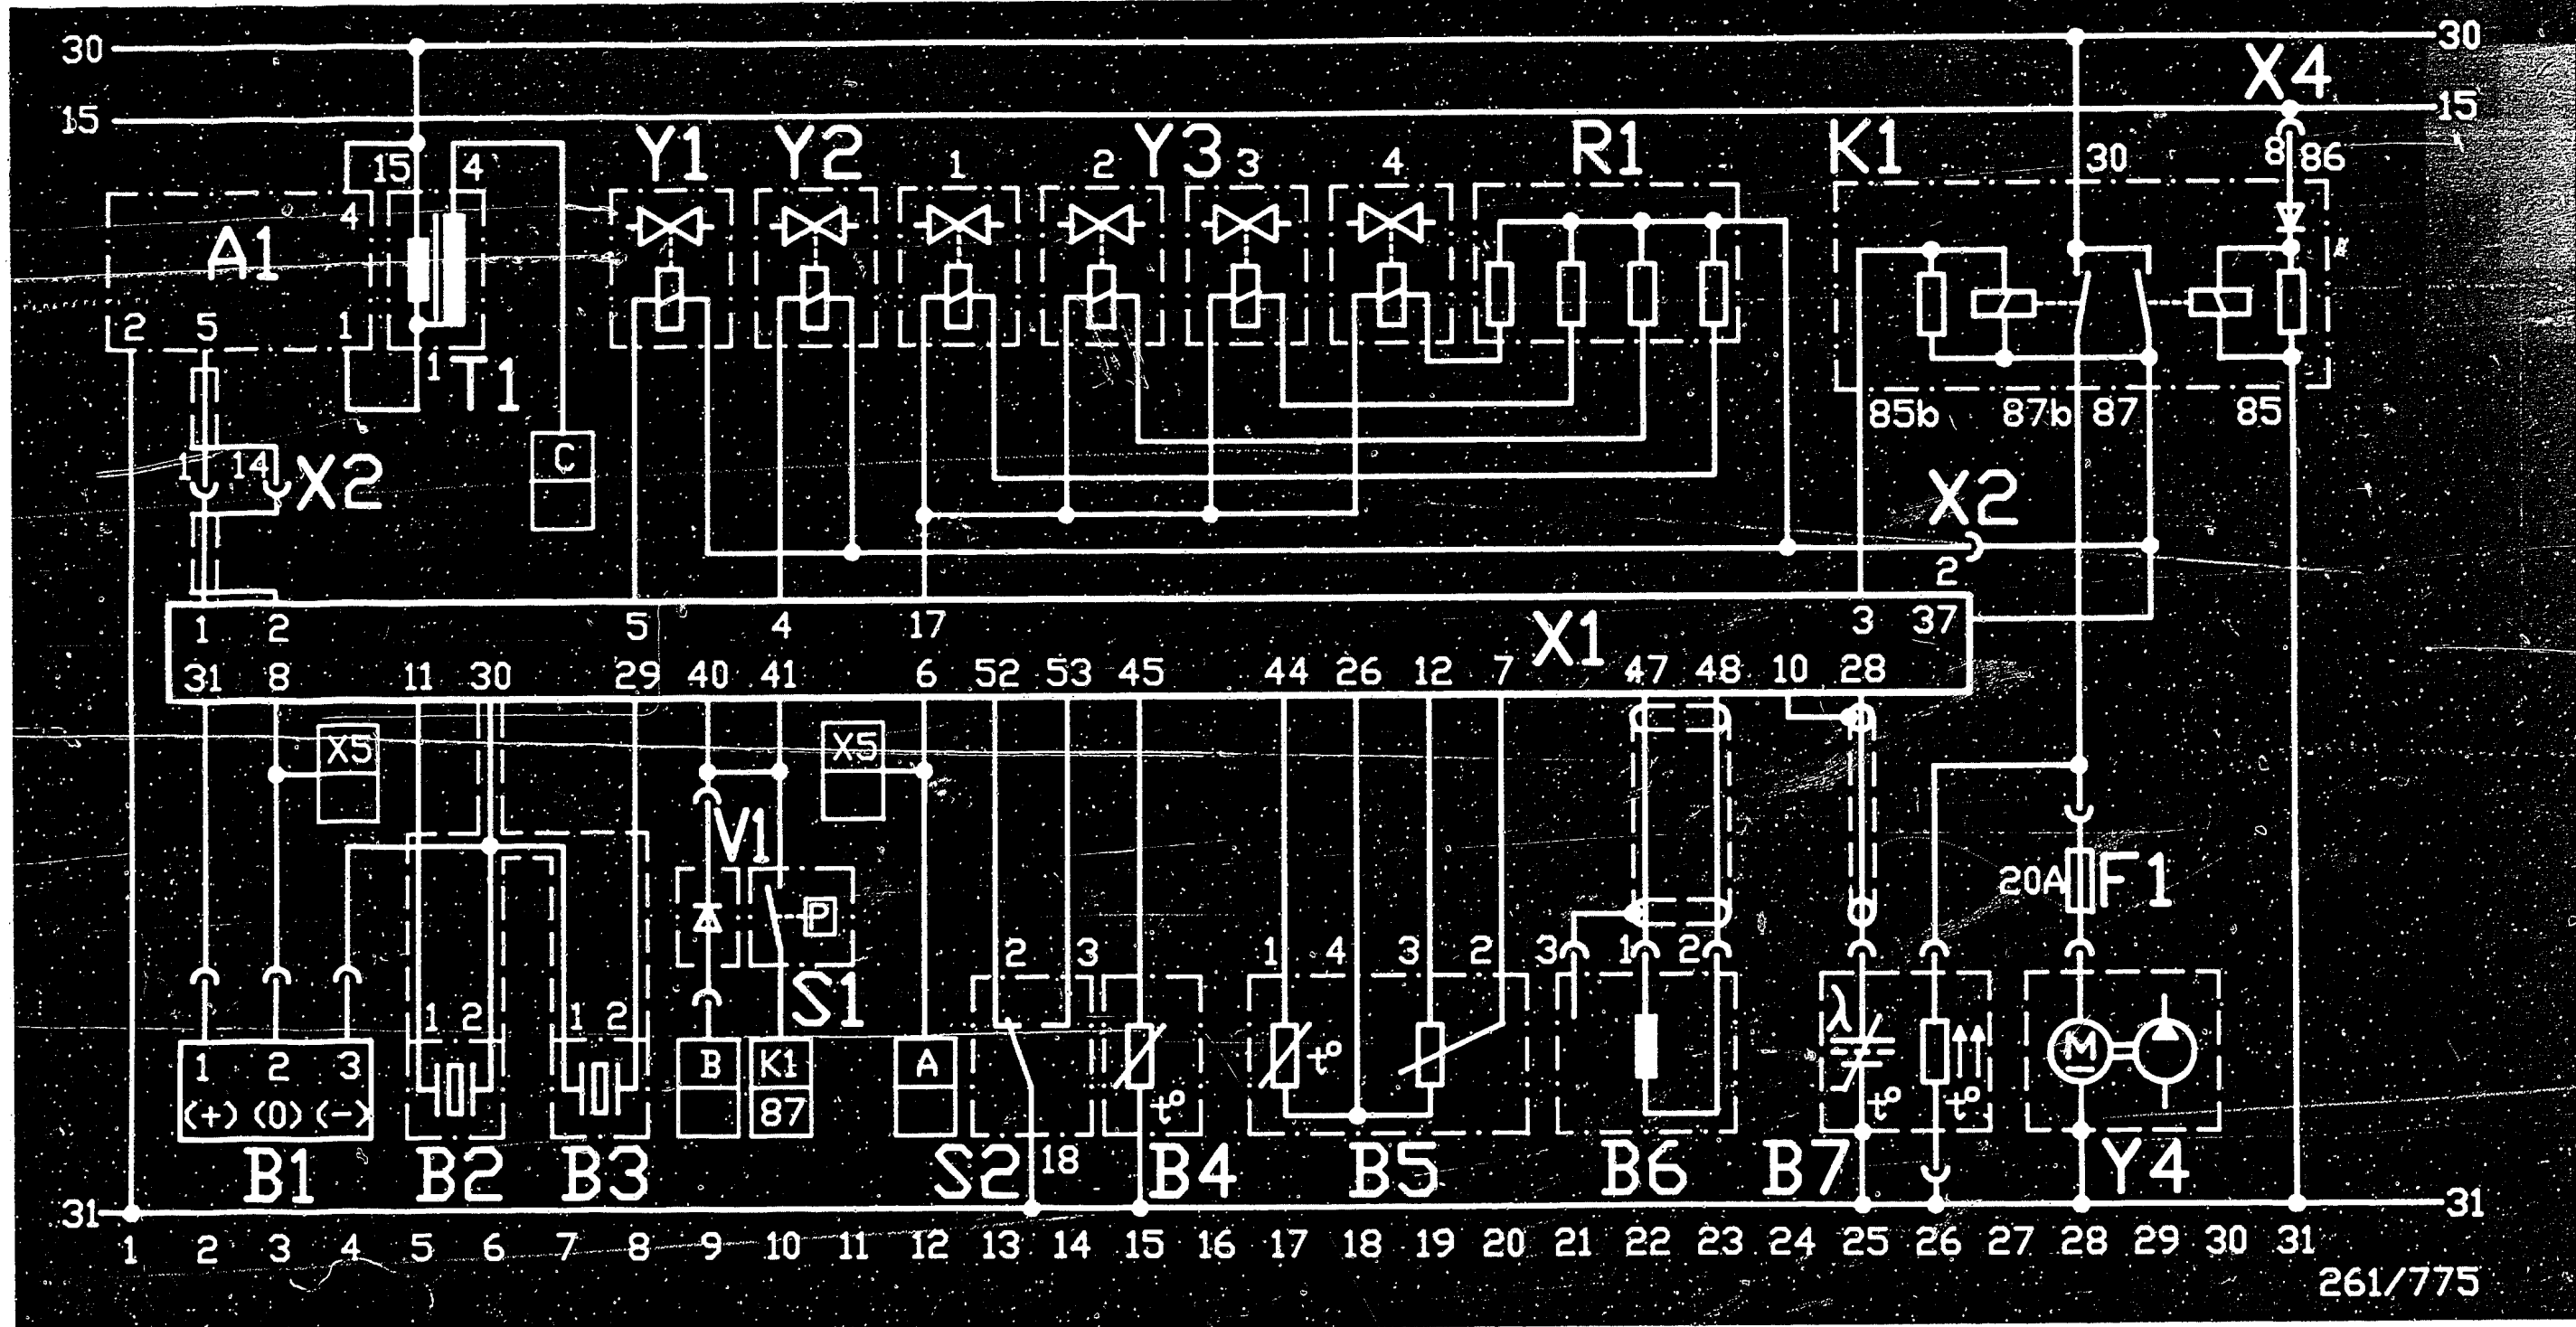 30 30
X4
15 15
15 4 Y1 Y2 1 2 Y3 3 4 R1 K1 30 8 86
4
A1
2 5 1
1 T1
85b 87b 87 85
C
1 14 X2
X2
2
1 2 5 4 17 X1 3 37
31 8 11 30 29 40 41 6 52 53 45 44 26 12 7 47 48 10 28
X5 X5
V1
20A F1
P
2 3 1 4 3 2 3 1 2
S1
1 2 1 2
λ
1 2 3 B K1 A t° M
(+) (0) (-) 87 t° t° t°
B1 B2 B3 S2 18 B4 B5 B6 B7 Y4
31 31
1 2 3 4 5 6 7 8 9 10 11 12 13 14 15 16 17 18 19 20 21 22 23 24 25 26 27 28 29 30 31
261/775